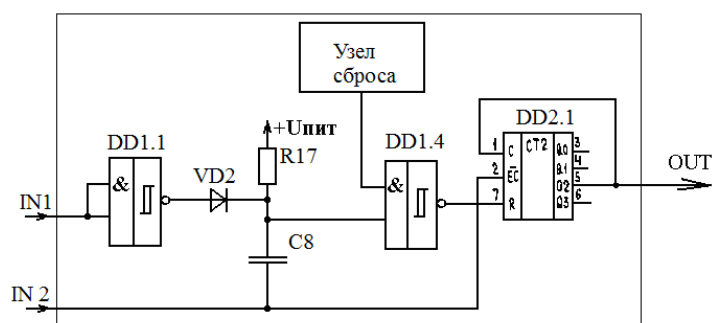 Узел
сброса
+Uпит
R17
DD1.1
&
VD2
C8
DD1.4
&
DD2.1
1 C CT2 Q0 3
2 EC Q1 4
Q2 5
7 R Q3 6
OUT
IN1
IN 2